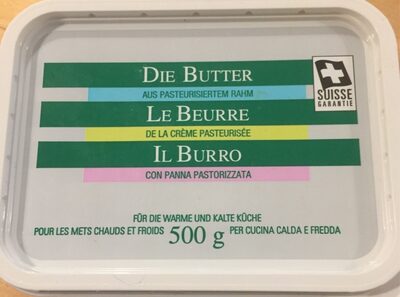 DIE BUTTER
AUS PASTEURISIERTEM RAHM
LE BEURRE
DE LA CRÈME PASTEURISÉE
IL BURRO
CON PANNA PASTORIZZATA
SUISSE
GARANTIE
FÜR DIE WARME UND KALTE KÜCHE
POUR LES METS CHAUDS ET FROIDS 500 g PER CUCINA CALDA E FREDDA